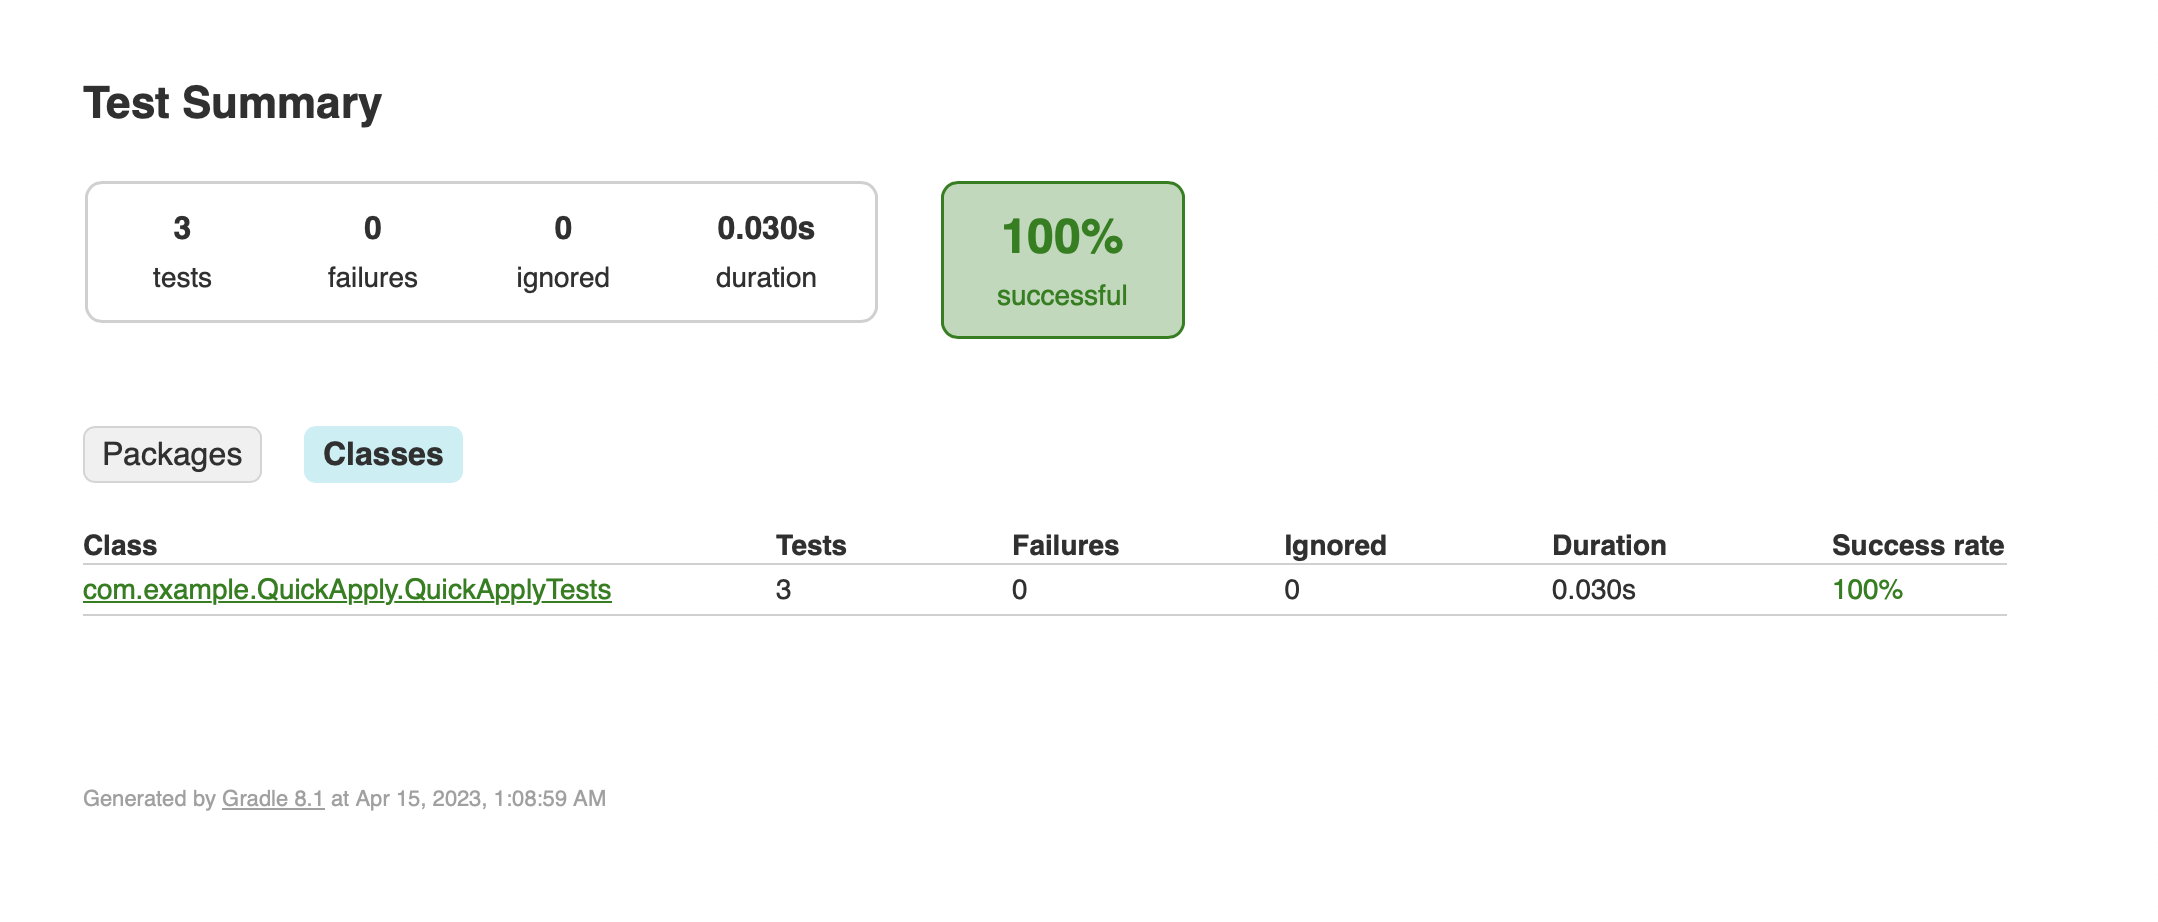 Test Summary
3 0 0 0.030s
tests failures ignored duration
100%
successful
Packages Classes
Class Tests Failures Ignored Duration Success rate
com.example.QuickApply.QuickApplyTests 3 0 0 0.030s 100%
Generated by Gradle 8.1 at Apr 15, 2023, 1:08:59 AM